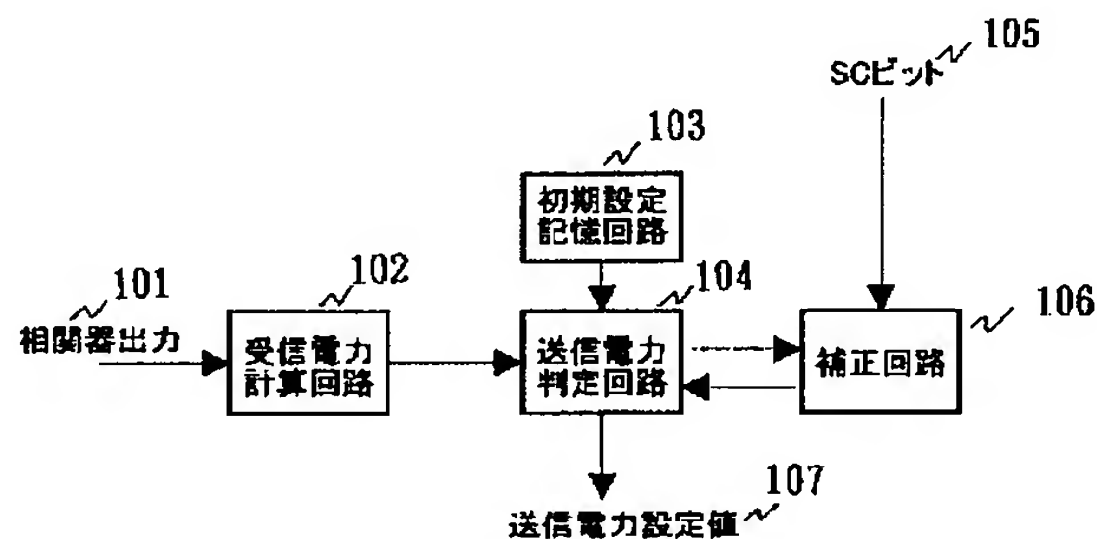 105
SCビット
103
初期設定
記憶回路
101
相関器出力
102
受信電力
計算回路
104
送信電力
判定回路
106
補正回路
107
送信電力設定値